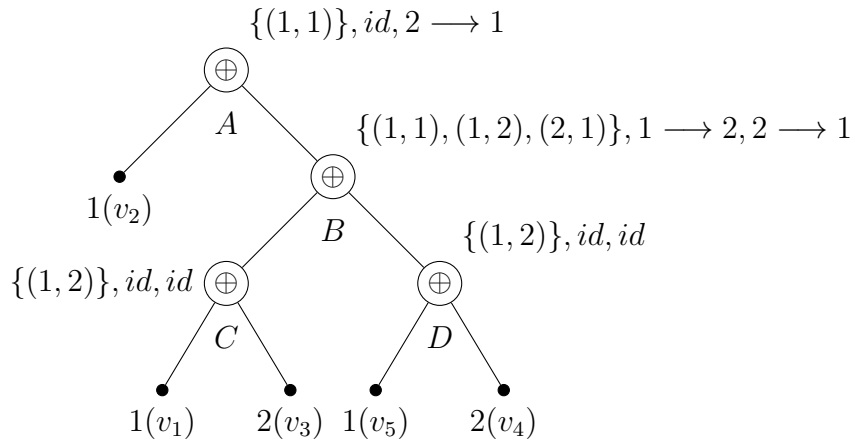 {(1, 1)}, id, 2 ⟶ 1
⊕
A
{(1, 1), (1, 2), (2, 1)}, 1 ⟶ 2, 2 ⟶ 1
⊕
1(v₂)
B
{(1, 2)}, id, id
{(1, 2)}, id, id
⊕
⊕
C
D
1(v₁)
2(v₃)
1(v₅)
2(v₄)